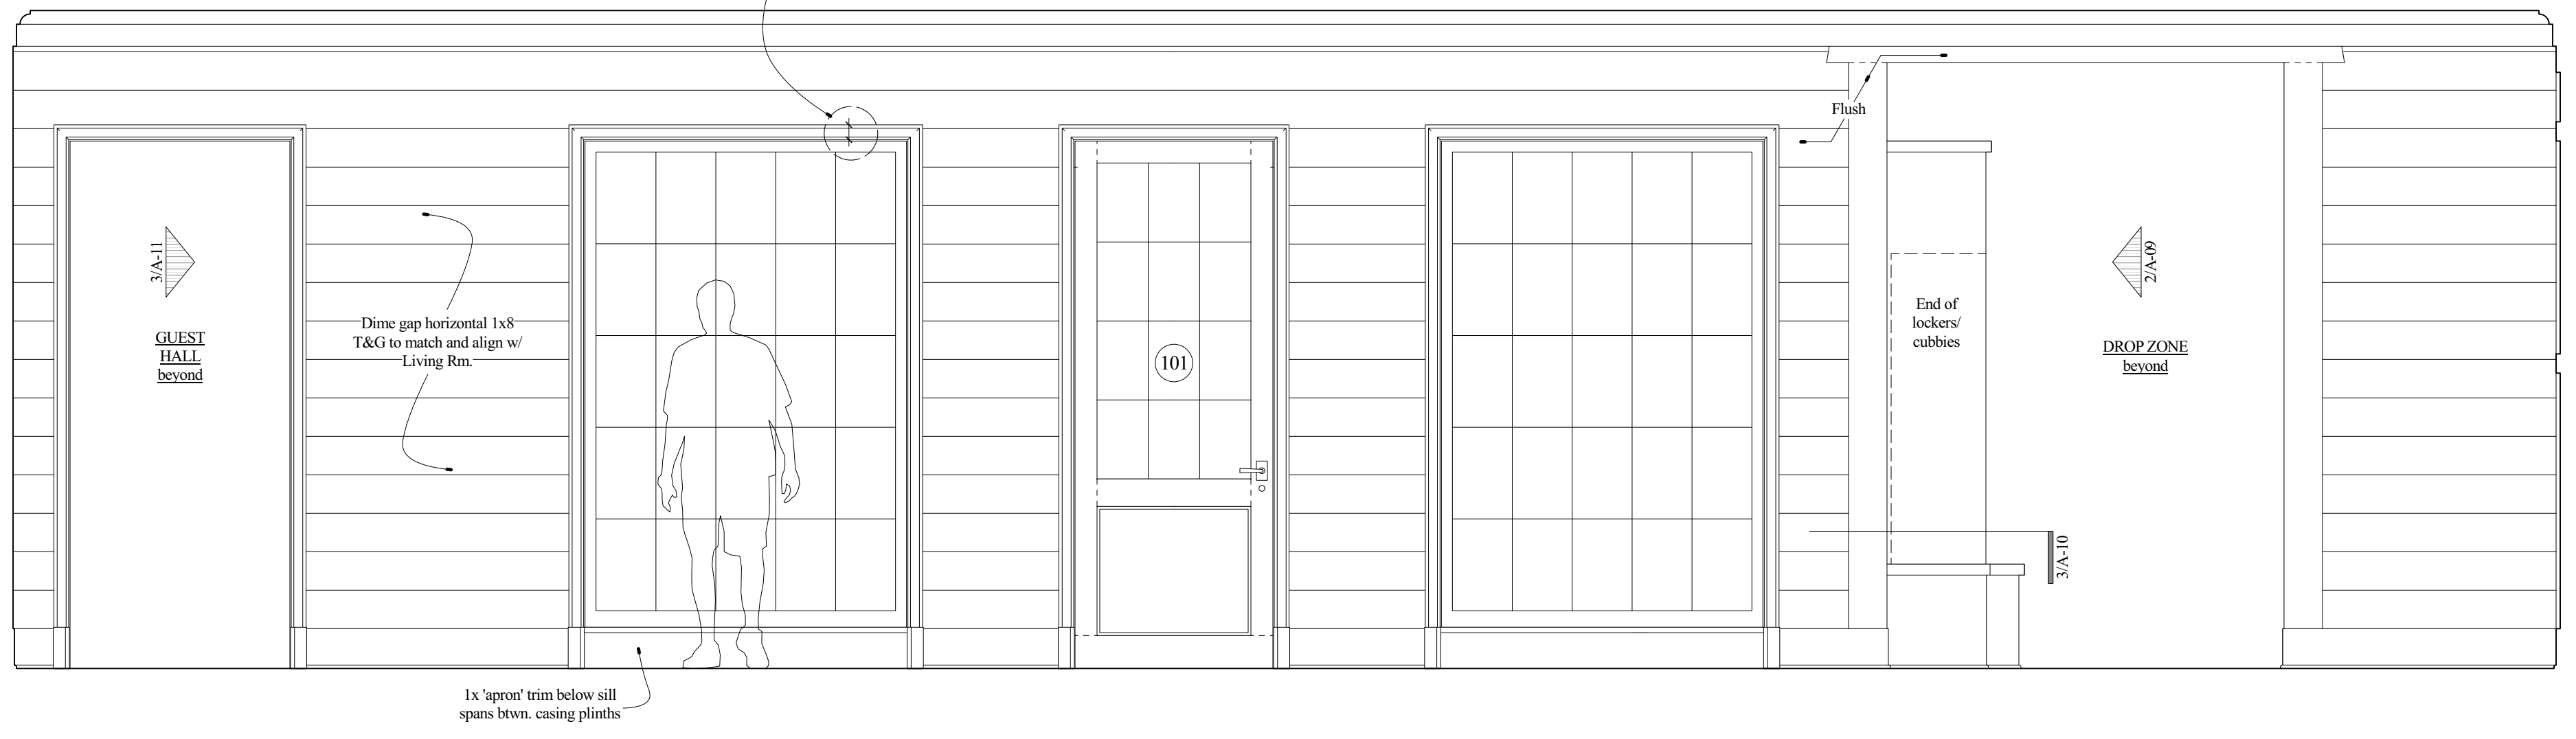 Flush
3/A-11
GUEST
HALL
beyond
Dime gap horizontal 1x8
T&G to match and align w/
Living Rm.
101
End of
lockers/
cubbies
2/A-09
DROP ZONE
beyond
3/A-10
1x 'apron' trim below sill
spans btwn. casing plinths